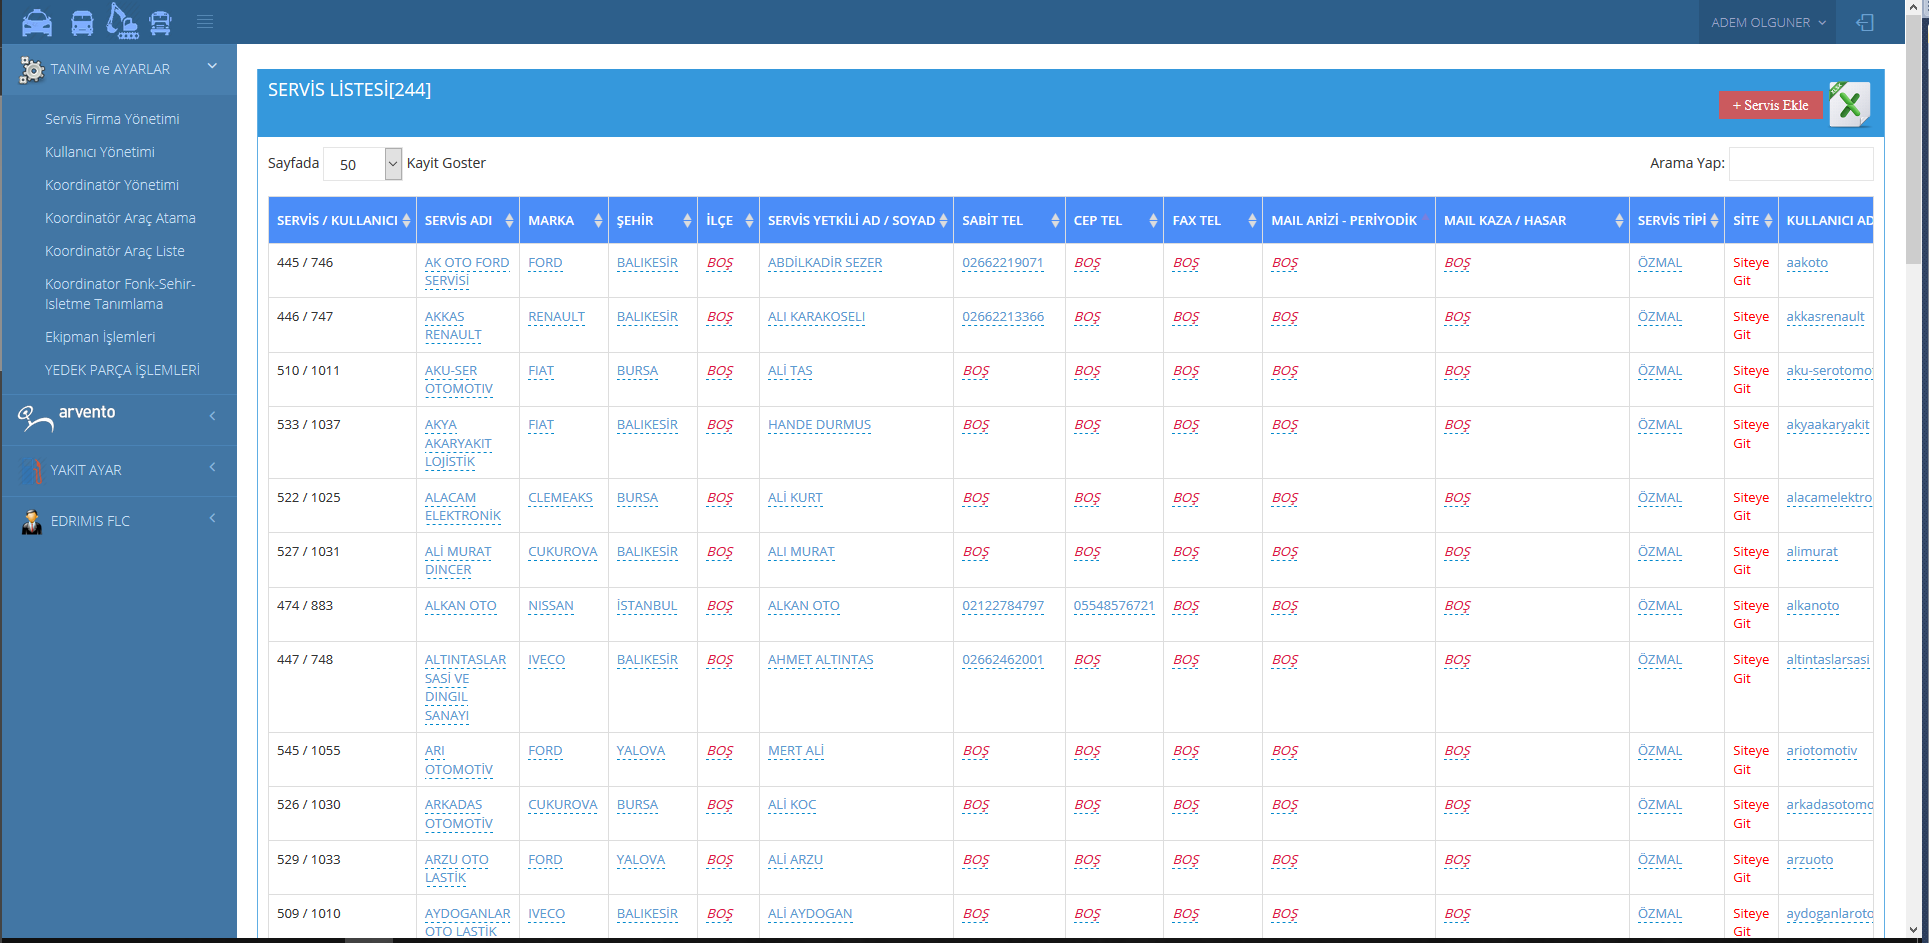 ADEM OLGUNER
TANIM ve AYARLAR
Servis Firma Yönetimi
Kullanıcı Yönetimi
Koordinatör Yönetimi
Koordinatör Araç Atama
Koordinatör Araç Liste
Koordinator Fonk-Sehir-
Isletme Tanımlama
Ekipman İşlemleri
YEDEK PARÇA İŞLEMLERİ
arvento
YAKIT AYAR
EDRIMIS FLC
SERVİS LİSTESİ[244]
+ Servis Ekle
Sayfada 50 Kayit Goster
Arama Yap:
SERVİS / KULLANICI SERVİS ADI MARKA ŞEHİR İLÇE SERVİS YETKİLİ AD / SOYAD SABİT TEL CEP TEL FAX TEL MAIL ARİZİ - PERİYODİK MAIL KAZA / HASAR SERVİS TİPİ SİTE KULLANICI AD
445 / 746 AK OTO FORD FORD BALIKESİR BOŞ ABDİLKADİR SEZER 02662219071 BOŞ BOŞ BOŞ BOŞ ÖZMAL Siteye aakoto
SERVİSİ Git
446 / 747 AKKAS RENAULT BALIKESİR BOŞ ALI KARAKOSELI 02662213366 BOŞ BOŞ BOŞ BOŞ ÖZMAL Siteye akkasrenault
RENAULT Git
510 / 1011 AKU-SER FIAT BURSA BOŞ ALİ TAS BOŞ BOŞ BOŞ BOŞ BOŞ ÖZMAL Siteye aku-serotomo
OTOMOTIV Git
533 / 1037 AKYA FIAT BALIKESİR BOŞ HANDE DURMUS BOŞ BOŞ BOŞ BOŞ BOŞ ÖZMAL Siteye akyaakaryakit
AKARYAKIT Git
LOJİSTİK
522 / 1025 ALACAM CLEMEAKS BURSA BOŞ ALİ KURT BOŞ BOŞ BOŞ BOŞ BOŞ ÖZMAL Siteye alacamelektro
ELEKTRONİK Git
527 / 1031 ALİ MURAT CUKUROVA BALIKESİR BOŞ ALI MURAT BOŞ BOŞ BOŞ BOŞ BOŞ ÖZMAL Siteye alimurat
DINCER Git
474 / 883 ALKAN OTO NISSAN İSTANBUL BOŞ ALKAN OTO 02122784797 05548576721 BOŞ BOŞ BOŞ ÖZMAL Siteye alkanoto
Git
447 / 748 ALTINTASLAR IVECO BALIKESİR BOŞ AHMET ALTINTAS 02662462001 BOŞ BOŞ BOŞ BOŞ ÖZMAL Siteye altintaslarsasi
SASİ VE Git
DINGIL
SANAYI
545 / 1055 ARI FORD YALOVA BOŞ MERT ALİ BOŞ BOŞ BOŞ BOŞ BOŞ ÖZMAL Siteye ariotomotiv
OTOMOTİV Git
526 / 1030 ARKADAS CUKUROVA BURSA BOŞ ALİ KOC BOŞ BOŞ BOŞ BOŞ BOŞ ÖZMAL Siteye arkadasotomo
OTOMOTİV Git
529 / 1033 ARZU OTO FORD YALOVA BOŞ ALİ ARZU BOŞ BOŞ BOŞ BOŞ BOŞ ÖZMAL Siteye arzuoto
LASTİK Git
509 / 1010 AYDOGANLAR IVECO BALIKESİR BOŞ ALİ AYDOGAN BOŞ BOŞ BOŞ BOŞ BOŞ ÖZMAL Siteye aydoganlaroto
OTO LASTİK Git